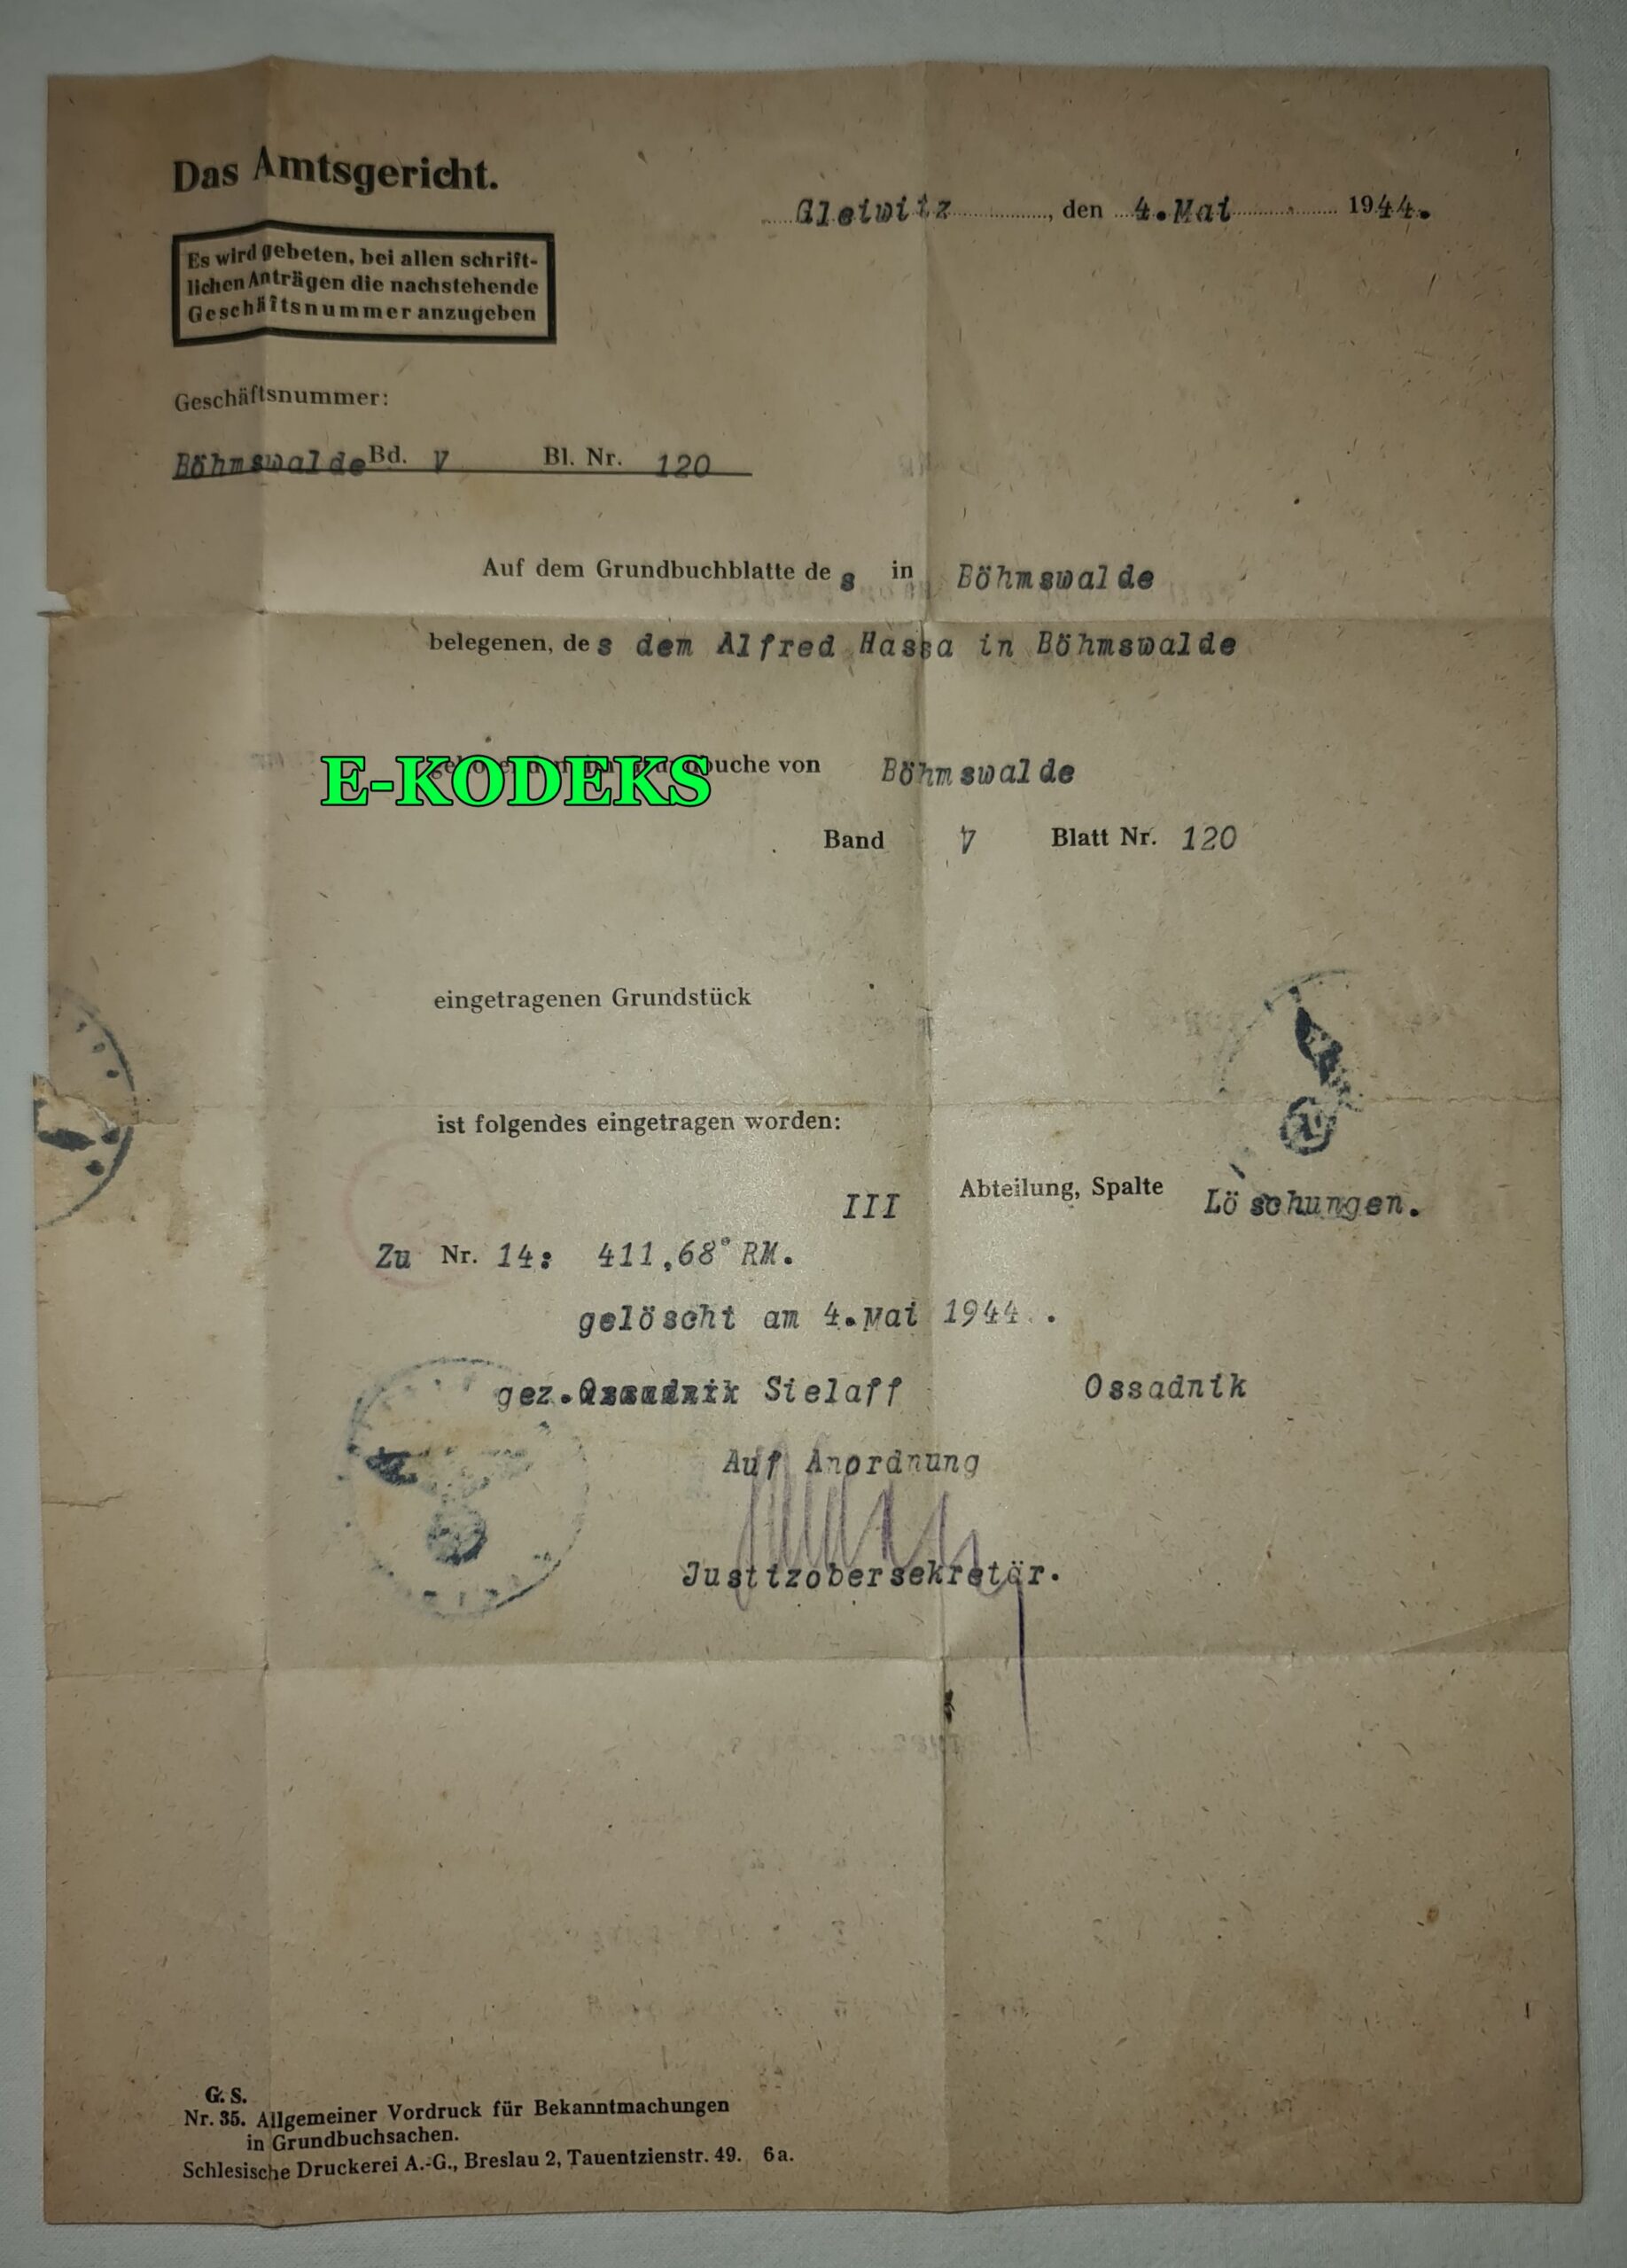 Das Amtsgericht.
Gleiwitz, den 4.Mai 1944.
Es wird gebeten, bei allen schrift-
lichen Anträgen die nachstehende
Geschäftsnummer anzugeben
Geschäftsnummer:
Böhmswalde Bd. V Bl. Nr. 120
Auf dem Grundbuchblatte des in Böhmswalde
belegenen, des dem Alfred Hassa in Böhmswalde
E-KODEKS
buche von Böhmswalde
Band V Blatt Nr. 120
eingetragenen Grundstück
ist folgendes eingetragen worden:
III Abteilung, Spalte Löschungen.
Zu Nr. 14: 411,68 RM.
gelöscht am 4.Mai 1944.
gez. Sielaff Ossadnik
Auf Anordnung
Justizobersekretär.
G. S.
Nr. 35. Allgemeiner Vordruck für Bekanntmachungen
in Grundbuchsachen.
Schlesische Druckerei A.-G., Breslau 2, Tauentzienstr. 49. 6a.